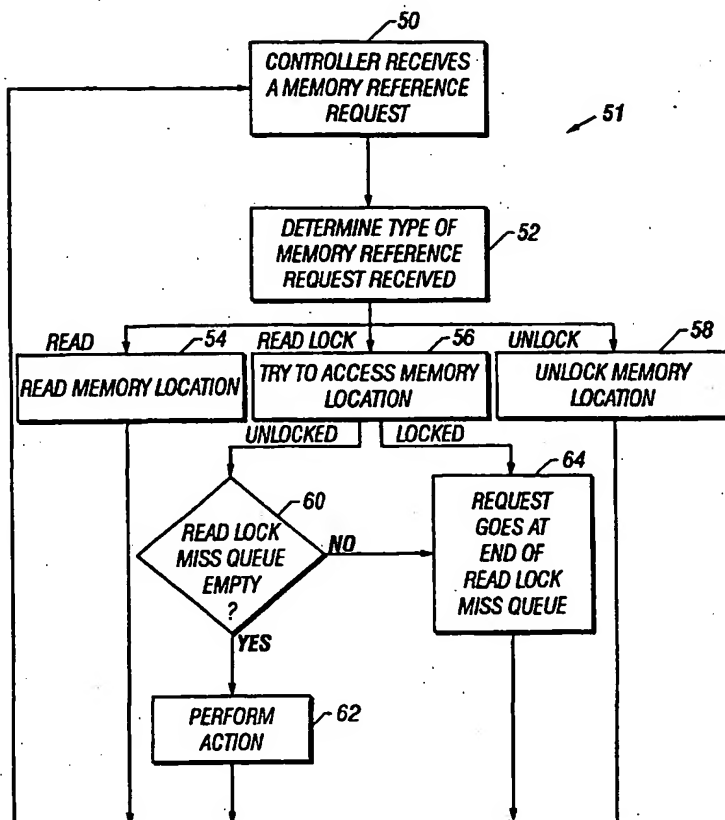 50
CONTROLLER RECEIVES
A MEMORY REFERENCE
REQUEST
51
DETERMINE TYPE OF
MEMORY REFERENCE
REQUEST RECEIVED
52
READ
54
READ LOCK
56
UNLOCK
58
READ MEMORY LOCATION
TRY TO ACCESS MEMORY
LOCATION
UNLOCK MEMORY
LOCATION
UNLOCKED
LOCKED
60
READ LOCK
MISS QUEUE
EMPTY
?
NO
YES
64
REQUEST
GOES AT
END OF
READ LOCK
MISS QUEUE
PERFORM
ACTION
62